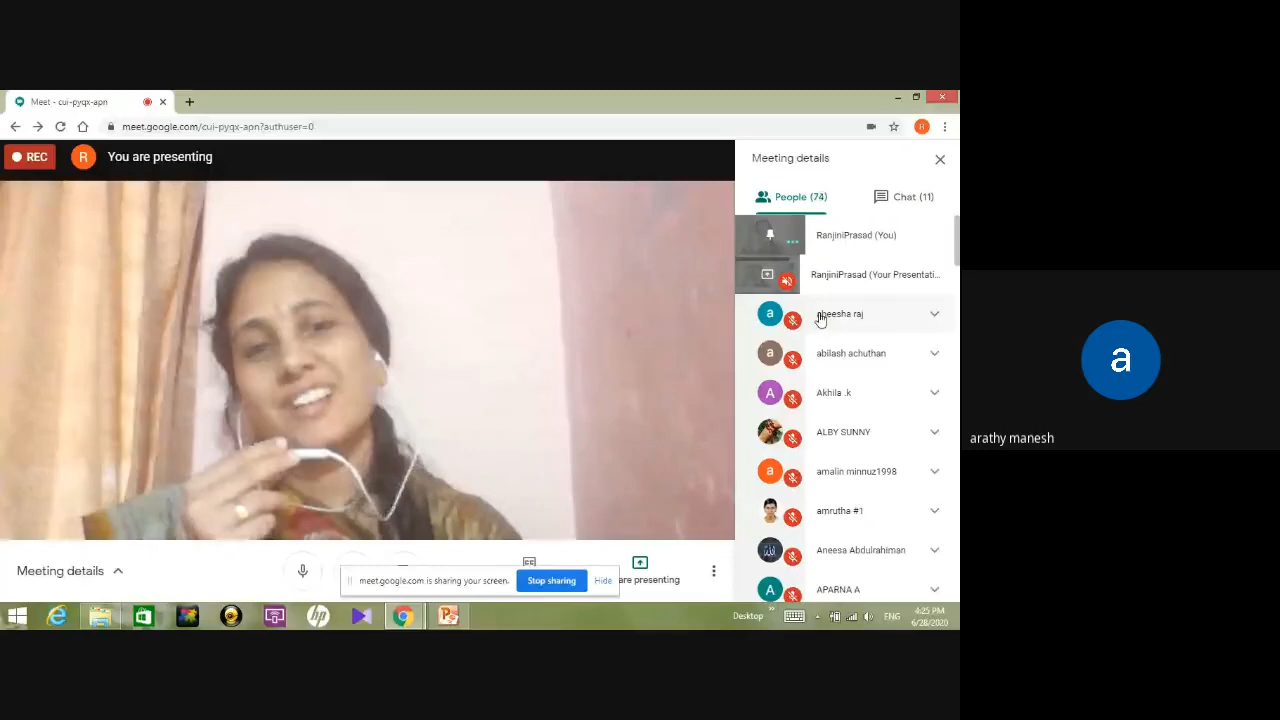 Meet - cui-pyqx-apn
meet.google.com/cui-pyqx-apn?authuser=0
R
REC
R
You are presenting
Meeting details
People (74)
Chat (11)
RanjiniPrasad (You)
RanjiniPrasad (Your Presentati...
a
raj
a
abilash achuthan
A
Akhila .k
ALBY SUNNY
a
amalin minnuz1998
amrutha #1
Aneesa Abdulrahiman
A
APARNA A
a
arathy manesh
Meeting details
meet.google.com is sharing your screen.
Stop sharing
Hide
are presenting
Desktop
ENG
4:25 PM
6/28/2020